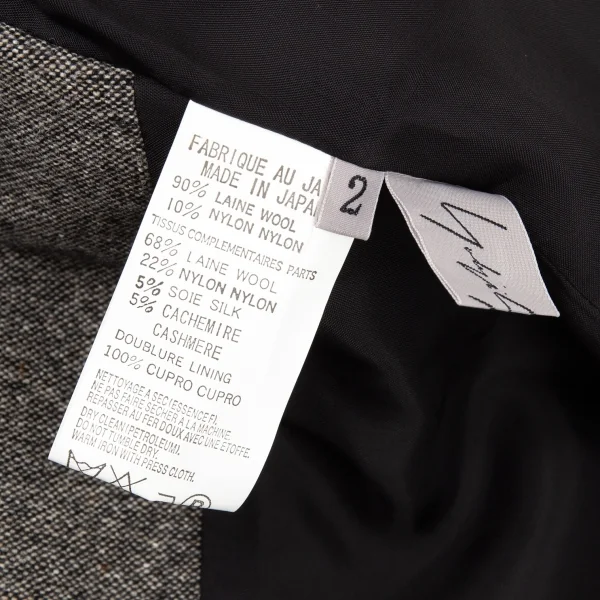 FABRIQUE AU JA
MADE IN JAPA
90% LAINE WOOL
10% NYLON NYLON
TISSUS COMPLEMENTAIRES PARTS
68% LAINE WOOL
22% NYLON NYLON
5% SOIE SILK
5% CACHEMIRE
CASHMERE
DOUBLURE LINING
100% CUPRO CUPRO
NETTOYAGE A SEC(ESSENCE F).
NE PAS FAIRE SÉCHER À LA MACHINE.
REPASSER AU FER DOUX AVEC UNE ÉTOFFE.
DRY CLEAN(PETROLEUM).
DO NOT TUMBLE DRY.
WARM IRON WITH PRESS CLOTH.
2